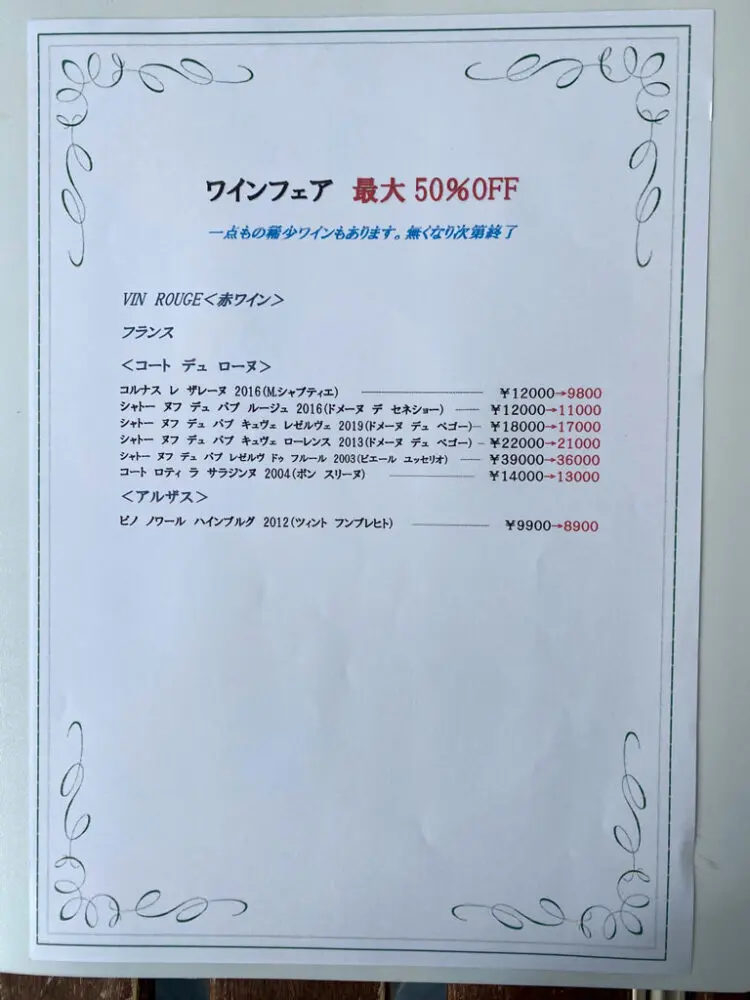 ワインフェア 最大 50%OFF
一点もの稀少ワインもあります。無くなり次第終了
VIN ROUGE<赤ワイン>
フランス
<コート デュ ローヌ>
コルナス レ ザレーヌ 2016(M.シャプティエ) ¥12000→9800
シャトー ヌフ デュ パプ ルージュ 2016(ドメーヌ デ セネショー) ¥12000→11000
シャトー ヌフ デュ パプ キュヴェ レゼルヴェ 2019(ドメーヌ デュ ペゴー) ¥18000→17000
シャトー ヌフ デュ パプ キュヴェ ローレンス 2013(ドメーヌ デュ ペゴー) ¥22000→21000
シャトー ヌフ デュ パプ レゼルヴ ドゥ フルール 2003(ピエール ユッセリオ) ¥39000→36000
コート ロティ ラ サラジンヌ 2004(ボン スリーヌ) ¥14000→13000
<アルザス>
ピノ ノワール ハインブルグ 2012(ツィント フンブレヒト) ¥9900→8900